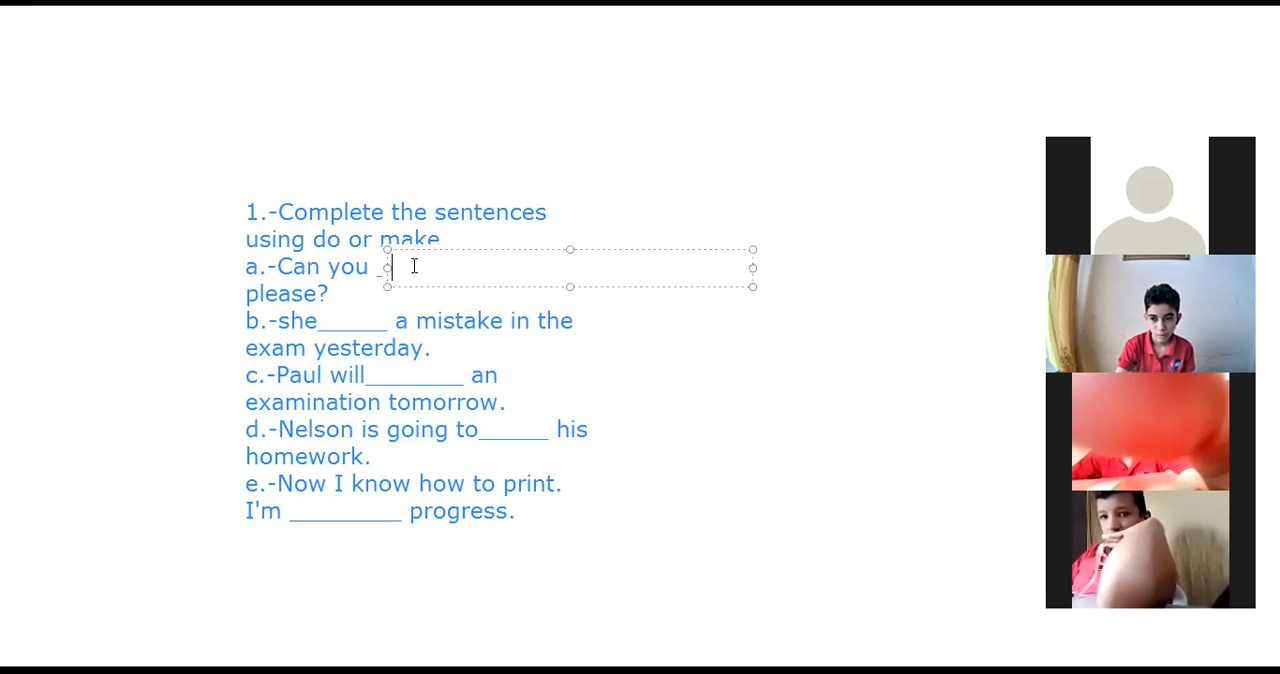 1.-Complete the sentences
using do or make
a.-Can you _
please?
b.-she______ a mistake in the
exam yesterday.
c.-Paul will________ an
examination tomorrow.
d.-Nelson is going to______ his
homework.
e.-Now I know how to print.
I'm _________ progress.